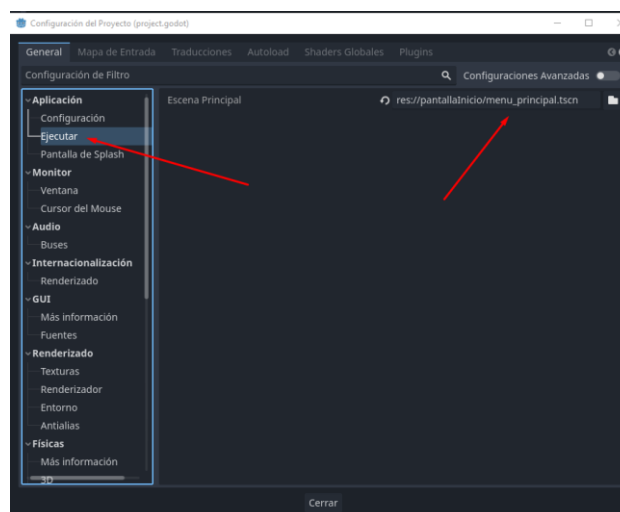 Configuración del Proyecto (project.godot)
General Mapa de Entrada Traducciones Autoload Shaders Globales Plugins
Configuración de Filtro Configuraciones Avanzadas
Aplicación
Configuración
Ejecutar
Pantalla de Splash
Monitor
Ventana
Cursor del Mouse
Audio
Buses
Internacionalización
Renderizado
GUI
Más información
Fuentes
Renderizado
Texturas
Renderizador
Entorno
Antialias
Físicas
Más información
3D
Escena Principal res://pantallaInicio/menu_principal.tscn
Cerrar